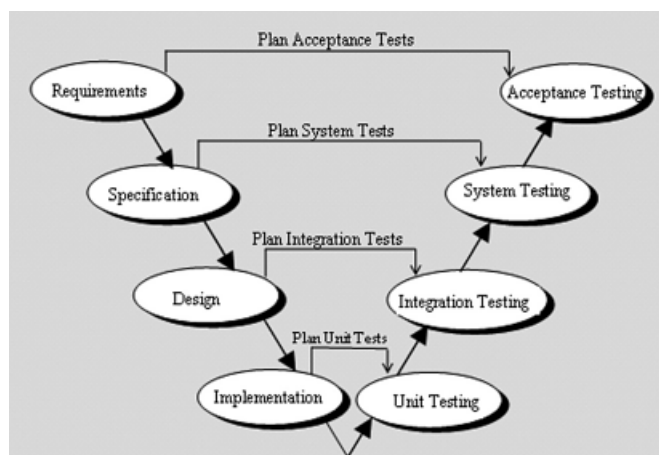 Plan Acceptance Tests
Requirements
Acceptance Testing
Plan System Tests
Specification
System Testing
Plan Integration Tests
Design
Integration Testing
Plan Unit Tests
Implementation
Unit Testing